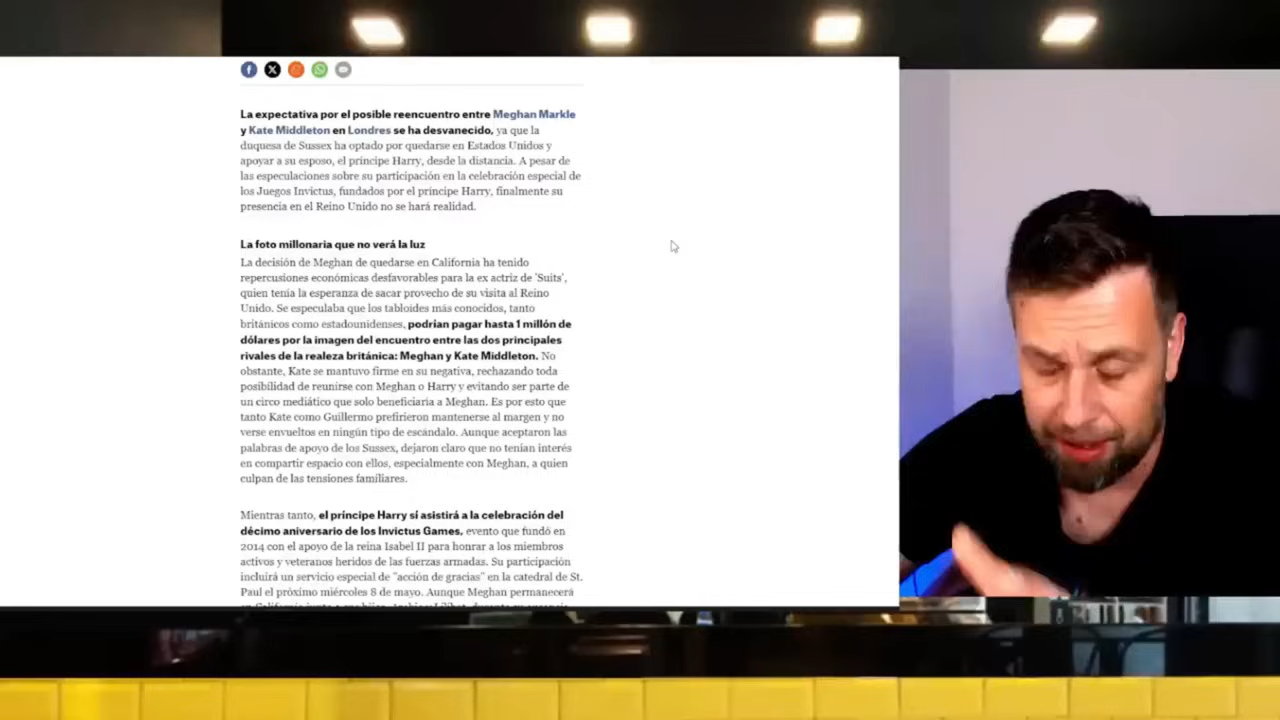 La expectativa por el posible reencuentro entre Meghan Markle
y Kate Middleton en Londres se ha desvanecido, ya que la
duquesa de Sussex ha optado por quedarse en Estados Unidos y
apoyar a su esposo, el príncipe Harry, desde la distancia. A pesar de
las especulaciones sobre su participación en la celebración especial de
los Juegos Invictus, fundados por el príncipe Harry, finalmente su
presencia en el Reino Unido no se hará realidad.
La foto millonaria que no verá la luz
La decisión de Meghan de quedarse en California ha tenido
repercusiones económicas desfavorables para la ex actriz de 'Suits',
quien tenía la esperanza de sacar provecho de su visita al Reino
Unido. Se especulaba que los tabloides más conocidos, tanto
británicos como estadounidenses, podrían pagar hasta 1 millón de
dólares por la imagen del encuentro entre las dos principales
rivales de la realeza británica: Meghan y Kate Middleton. No
obstante, Kate se mantuvo firme en su negativa, rechazando toda
posibilidad de reunirse con Meghan o Harry y evitando ser parte de
un circo mediático que solo beneficiaría a Meghan. Es por esto que
tanto Kate como Guillermo prefirieron mantenerse al margen y no
verse envueltos en ningún tipo de escándalo. Aunque aceptaron las
palabras de apoyo de los Sussex, dejaron claro que no tenían interés
en compartir espacio con ellos, especialmente con Meghan, a quien
culpan de las tensiones familiares.
Mientras tanto, el príncipe Harry sí asistirá a la celebración del
décimo aniversario de los Invictus Games, evento que fundó en
2014 con el apoyo de la reina Isabel II para honrar a los miembros
activos y veteranos heridos de las fuerzas armadas. Su participación
incluirá un servicio especial de "acción de gracias" en la catedral de St.
Paul el próximo miércoles 8 de mayo. Aunque Meghan permanecerá